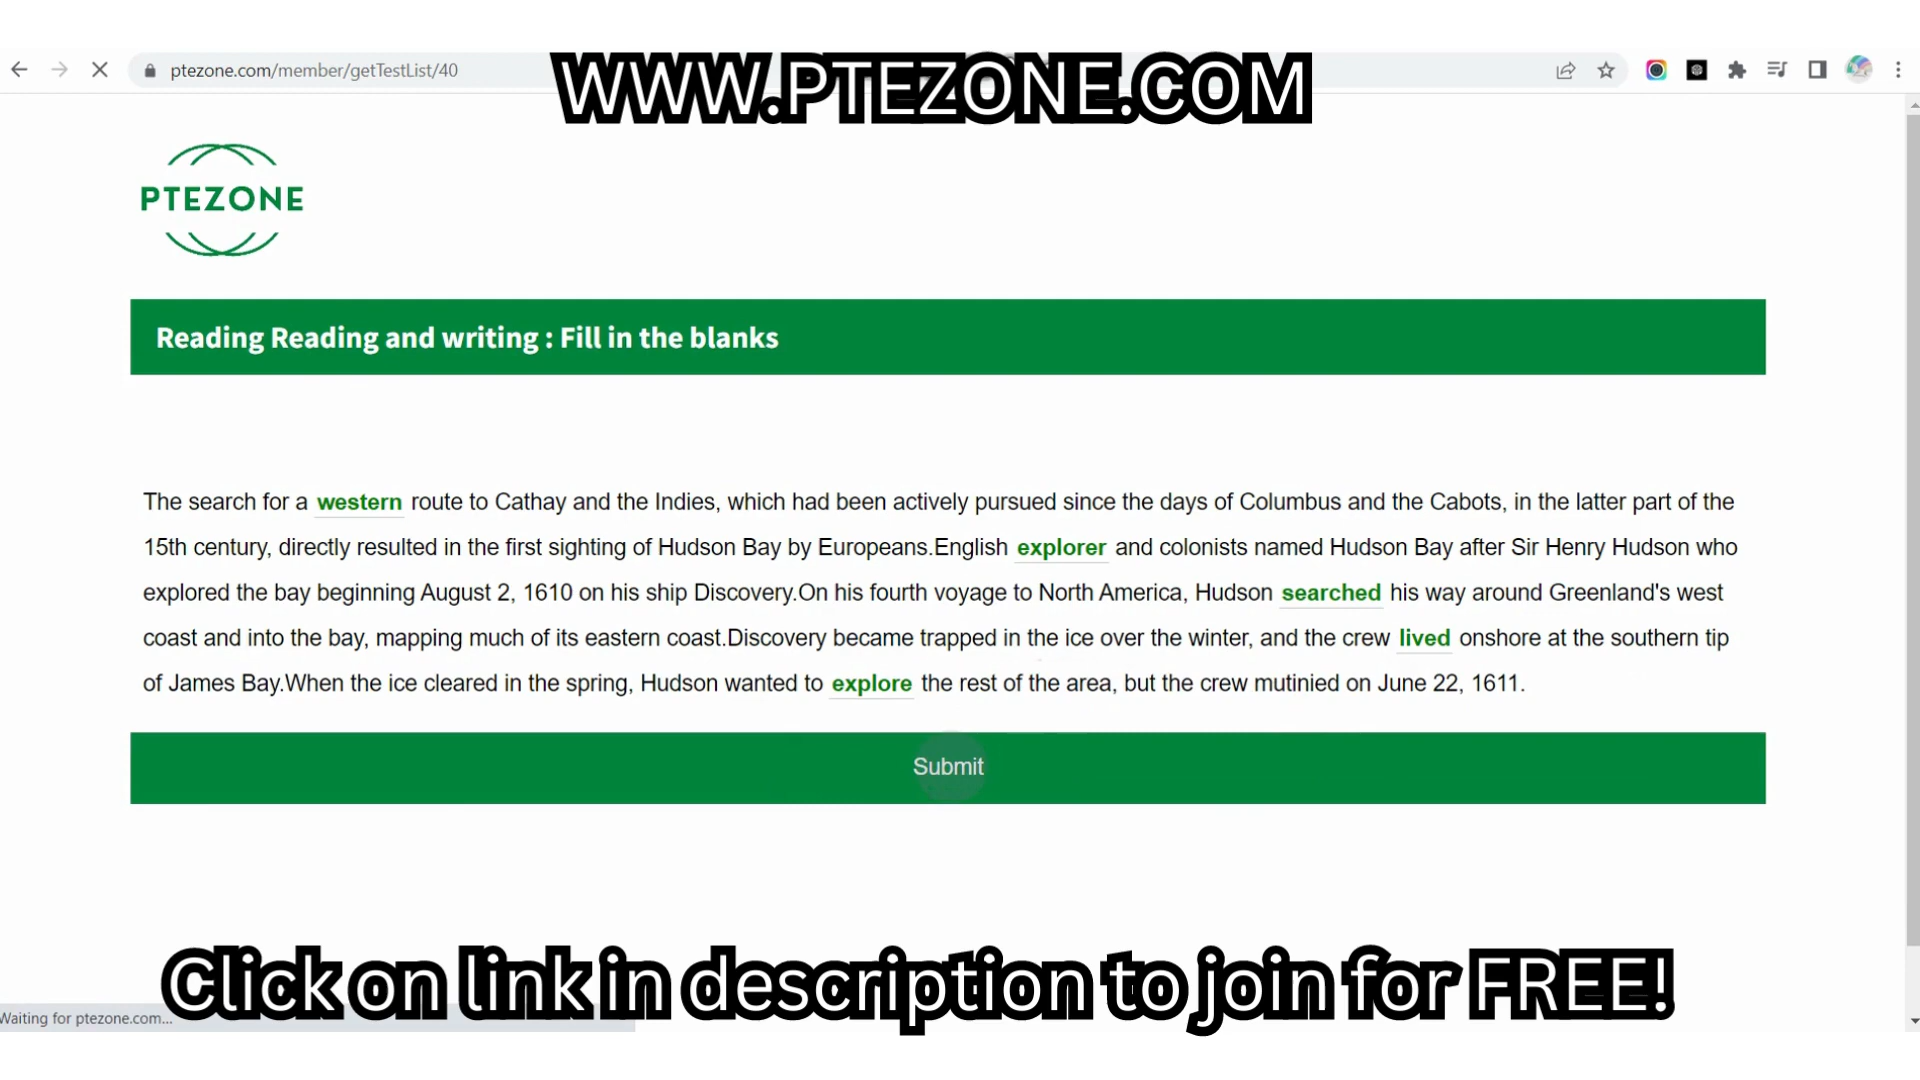 ptezone.com/member/getTestList/40
WWW.PTEZONE.COM
PTEZONE
Reading Reading and writing : Fill in the blanks
The search for a western route to Cathay and the Indies, which had been actively pursued since the days of Columbus and the Cabots, in the latter part of the
15th century, directly resulted in the first sighting of Hudson Bay by Europeans.English explorer and colonists named Hudson Bay after Sir Henry Hudson who
explored the bay beginning August 2, 1610 on his ship Discovery.On his fourth voyage to North America, Hudson searched his way around Greenland's west
coast and into the bay, mapping much of its eastern coast.Discovery became trapped in the ice over the winter, and the crew lived onshore at the southern tip
of James Bay.When the ice cleared in the spring, Hudson wanted to explore the rest of the area, but the crew mutinied on June 22, 1611.
Submit
Click on link in description to join for FREE!
Waiting for ptezone.com...